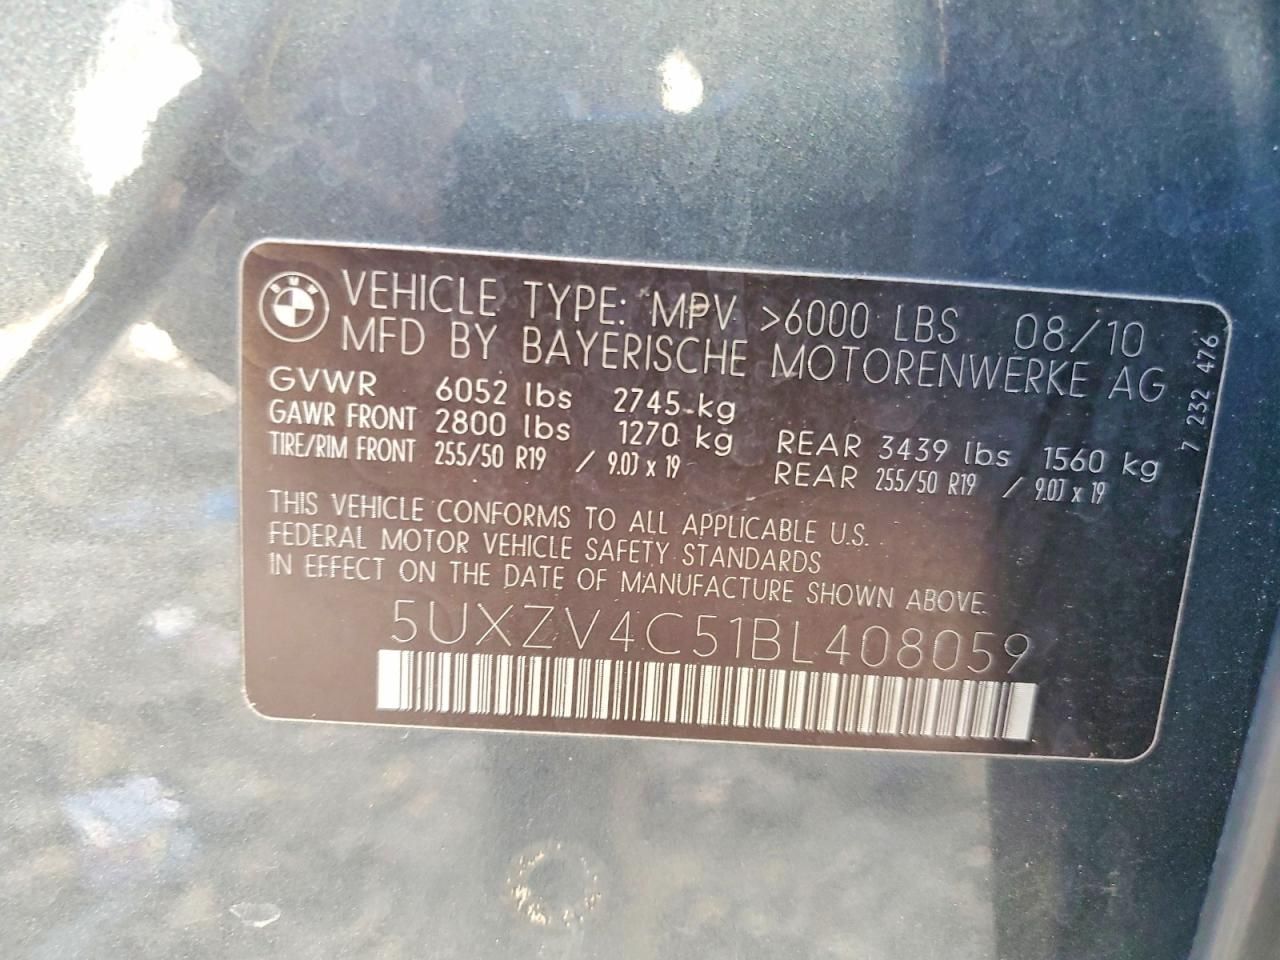 BMW
VEHICLE TYPE: MPV >6000 LBS 08/10
MFD BY BAYERISCHE MOTORENWERKE AG
GVWR 6052 lbs 2745 kg
GAWR FRONT 2800 lbs 1270 kg REAR 3439 lbs 1560 kg
TIRE/RIM FRONT 255/50 R19 / 9.0J x 19 REAR 255/50 R19 / 9.0J x 19
THIS VEHICLE CONFORMS TO ALL APPLICABLE U.S.
FEDERAL MOTOR VEHICLE SAFETY STANDARDS
IN EFFECT ON THE DATE OF MANUFACTURE SHOWN ABOVE.
5UXZV4C51BL408059
7 232 476